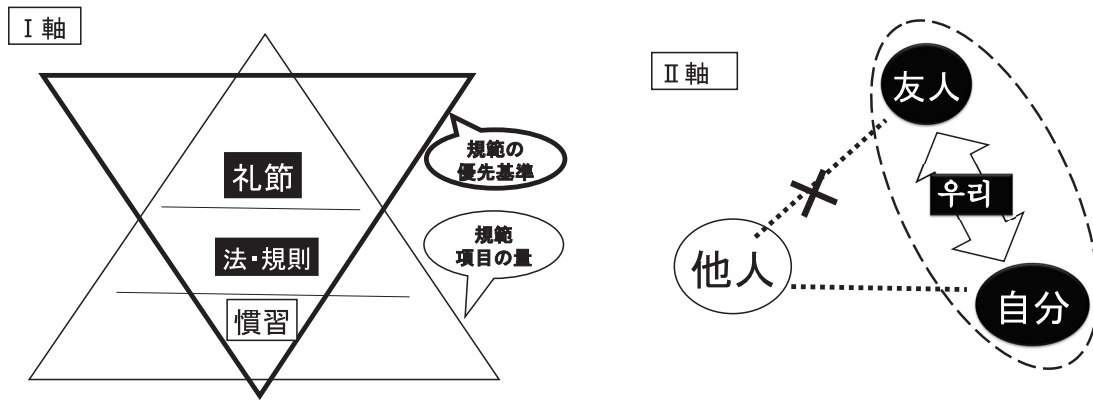 Ⅰ軸
礼節
法・規則
慣習
規範の
優先基準
規範
項目の量
Ⅱ軸
友人
우리
他人
自分